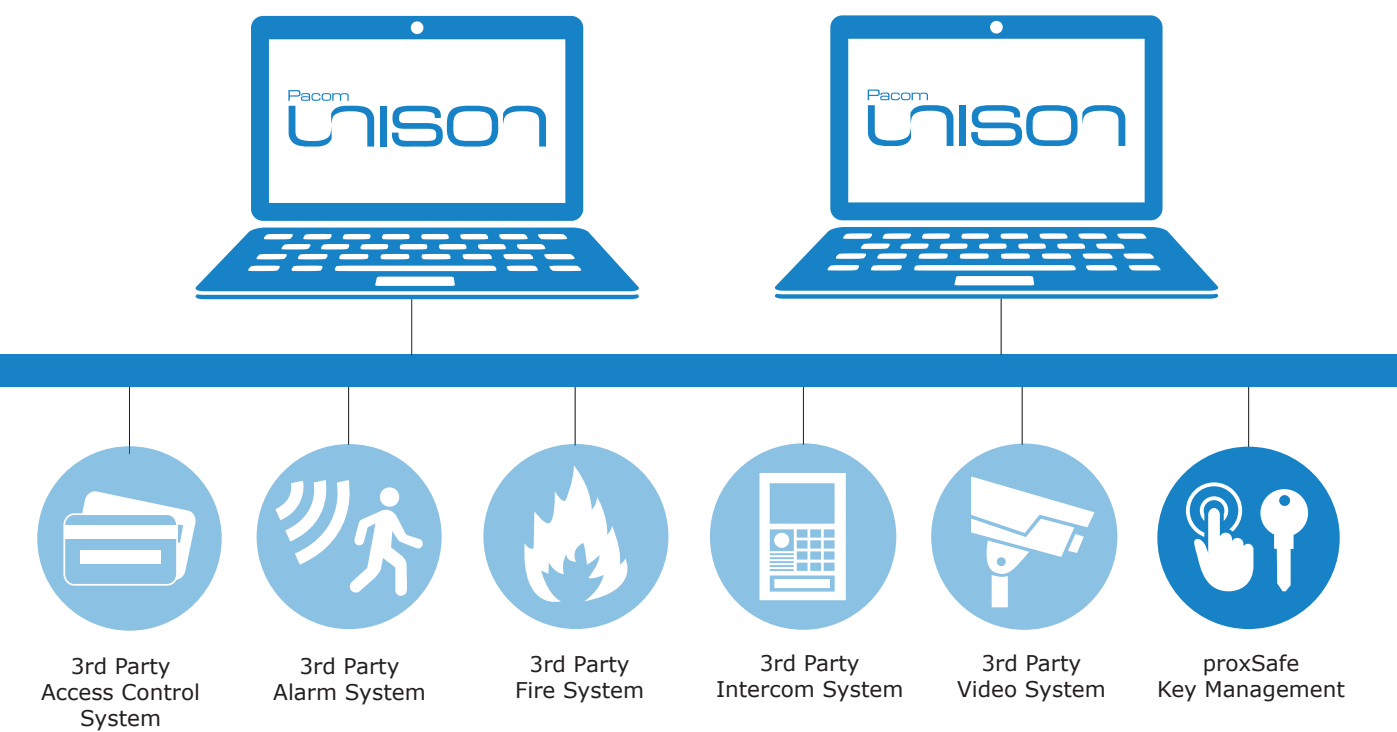 Pacom
unison
Pacom
unison
3rd Party
Access Control
System
3rd Party
Alarm System
3rd Party
Fire System
3rd Party
Intercom System
3rd Party
Video System
proxSafe
Key Management